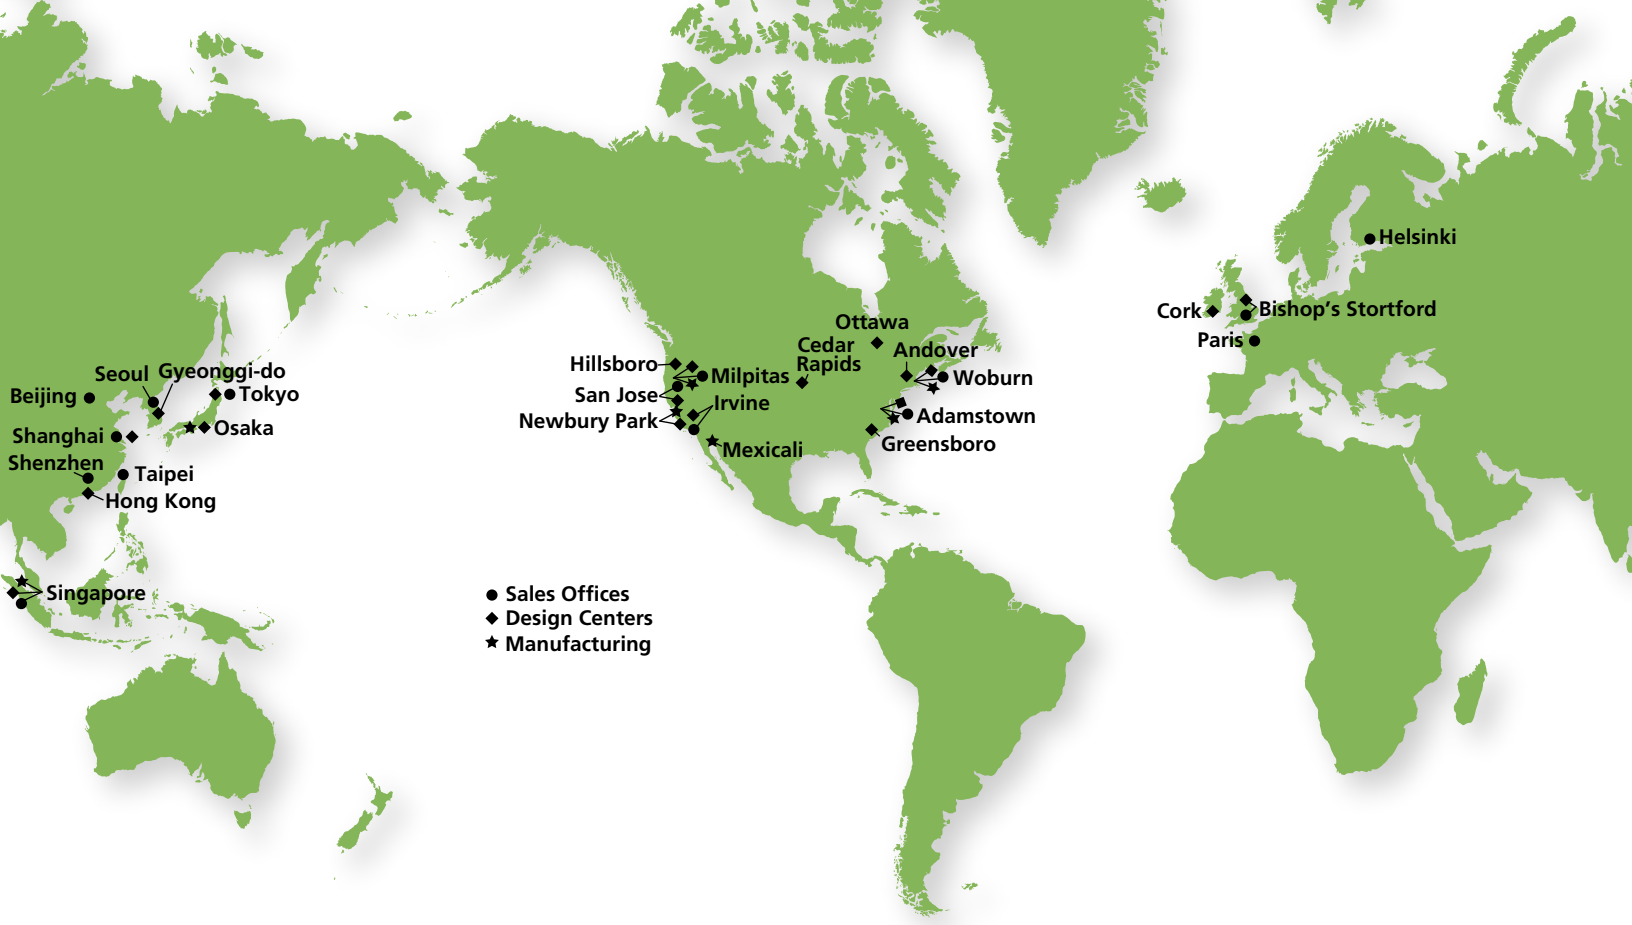 Helsinki
Cork
Bishop's Stortford
Paris
Ottawa
Cedar
Rapids
Andover
Woburn
Adamstown
Greensboro
Hillsboro
Milpitas
San Jose
Irvine
Newbury Park
Mexicali
Seoul
Gyeonggi-do
Beijing
Tokyo
Shanghai
Osaka
Shenzhen
Taipei
Hong Kong
Singapore
Sales Offices
Design Centers
Manufacturing